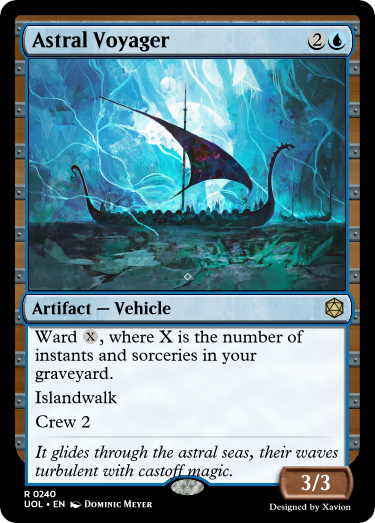 Astral Voyager 2
Artifact — Vehicle
Ward X, where X is the number of
instants and sorceries in your
graveyard.
Islandwalk
Crew 2
It glides through the astral seas, their waves
turbulent with castoff magic.
3/3
R 0240
UOL • EN DOMINIC MEYER
Designed by Xavion